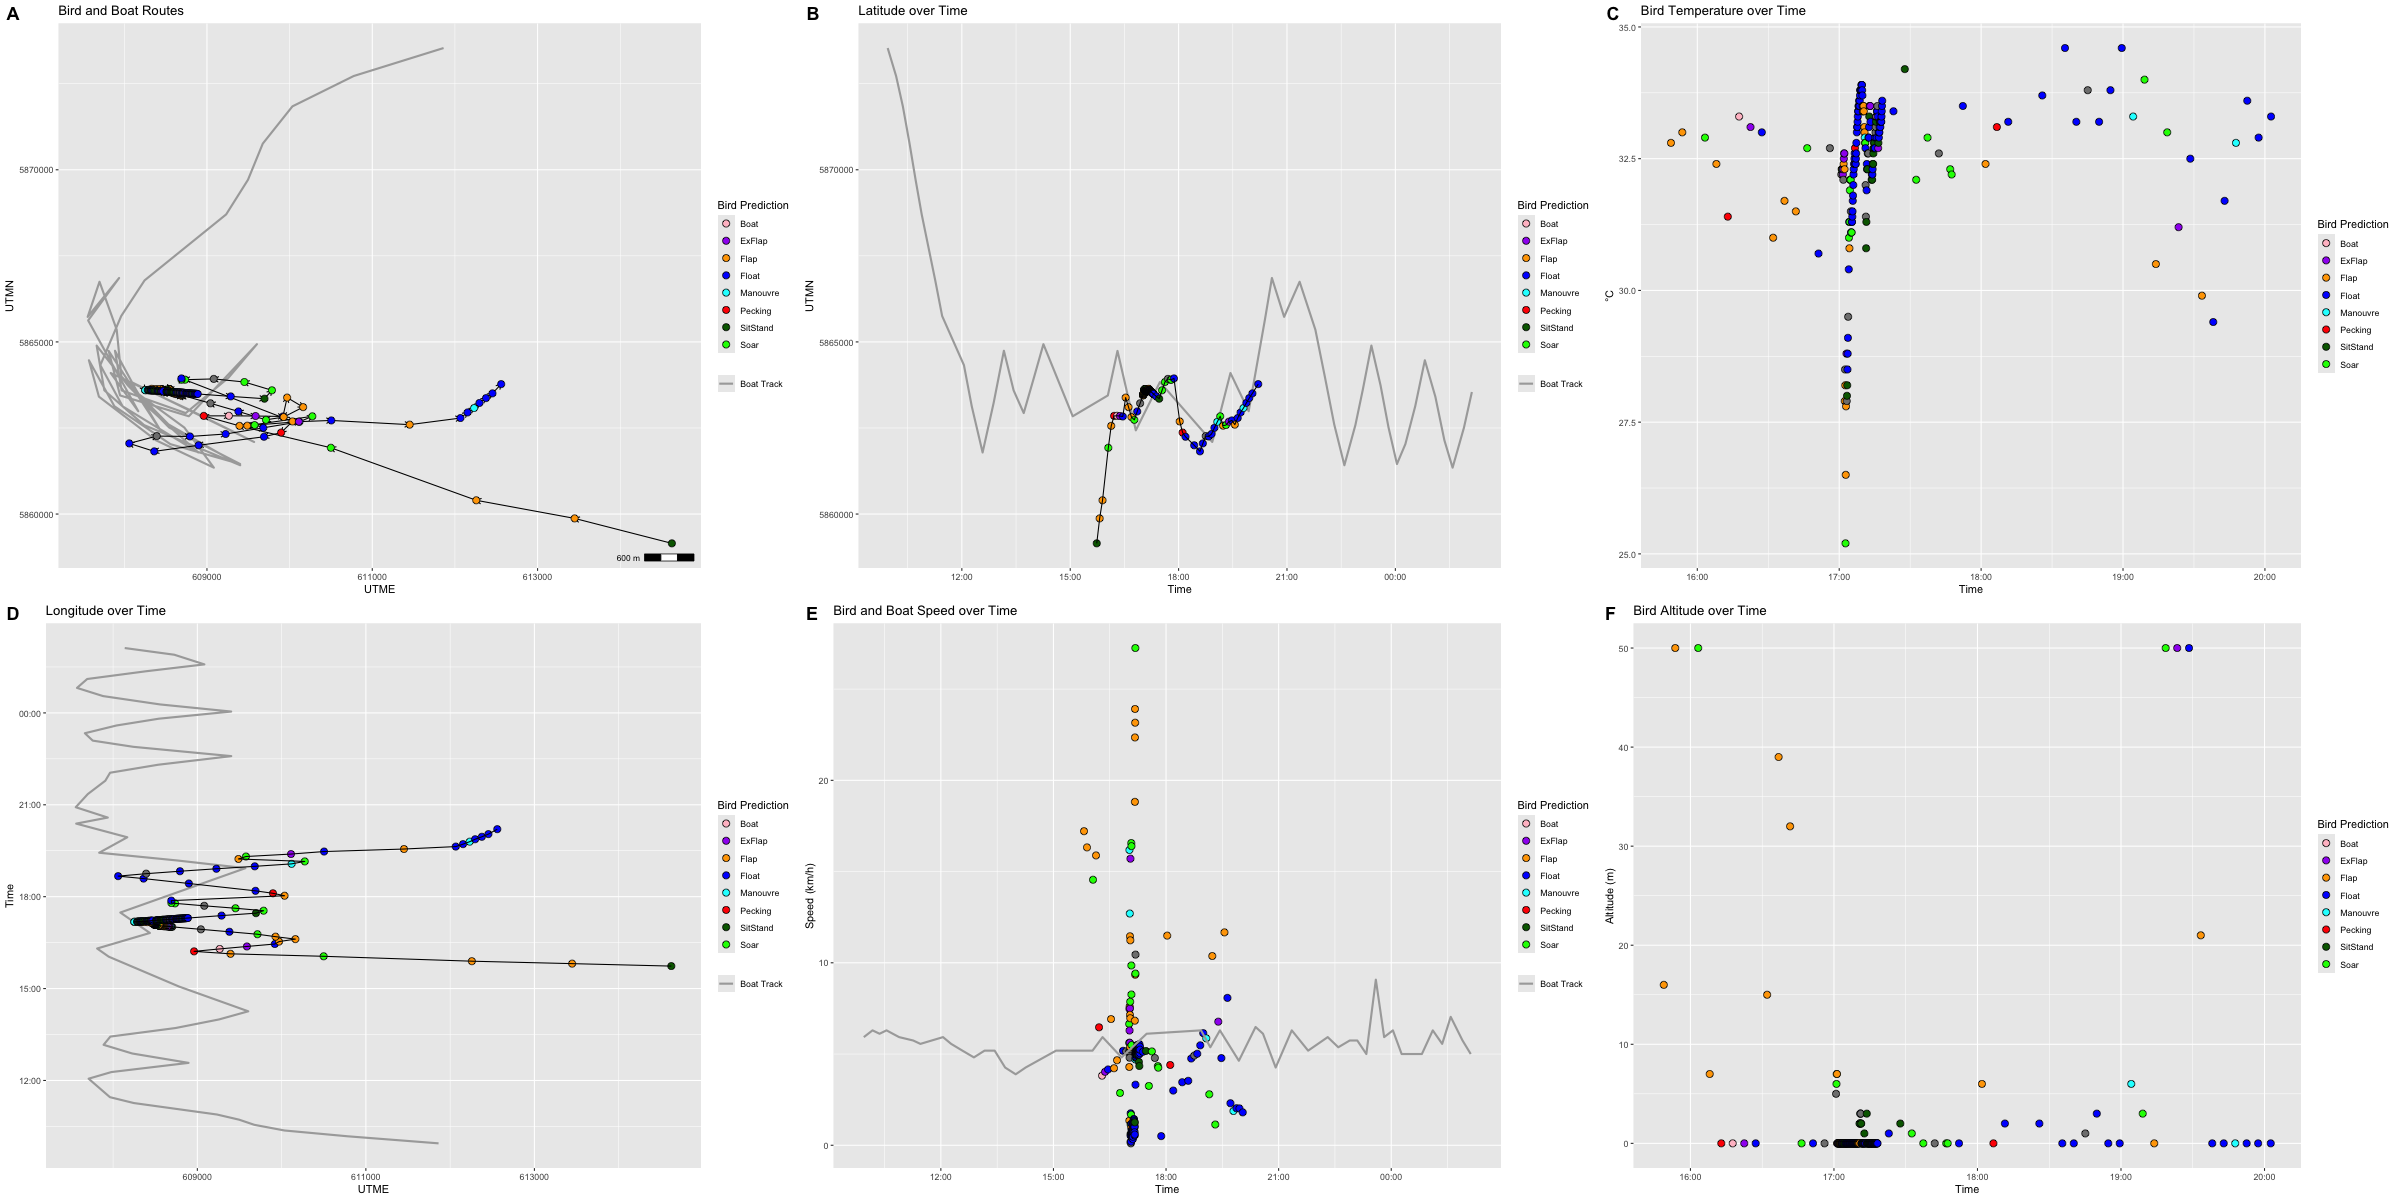 A Bird and Boat Routes
UTMN
5870000
5865000
5860000
609000 611000 613000
UTME
600 m
Bird Prediction
Boat
ExFlap
Flap
Float
Manouvre
Pecking
SitStand
Soar
Boat Track
B Latitude over Time
UTMN
5870000
5865000
5860000
12:00 15:00 18:00 21:00 00:00
Time
Bird Prediction
Boat
ExFlap
Flap
Float
Manouvre
Pecking
SitStand
Soar
Boat Track
C Bird Temperature over Time
°C
35.0
32.5
30.0
27.5
25.0
16:00 17:00 18:00 19:00 20:00
Time
Bird Prediction
Boat
ExFlap
Flap
Float
Manouvre
Pecking
SitStand
Soar
D Longitude over Time
Time
00:00
21:00
18:00
15:00
12:00
609000 611000 613000
UTME
Bird Prediction
Boat
ExFlap
Flap
Float
Manouvre
Pecking
SitStand
Soar
Boat Track
E Bird and Boat Speed over Time
Speed (km/h)
20
10
0
12:00 15:00 18:00 21:00 00:00
Time
Bird Prediction
Boat
ExFlap
Flap
Float
Manouvre
Pecking
SitStand
Soar
Boat Track
F Bird Altitude over Time
Altitude (m)
50
40
30
20
10
0
16:00 17:00 18:00 19:00 20:00
Time
Bird Prediction
Boat
ExFlap
Flap
Float
Manouvre
Pecking
SitStand
Soar